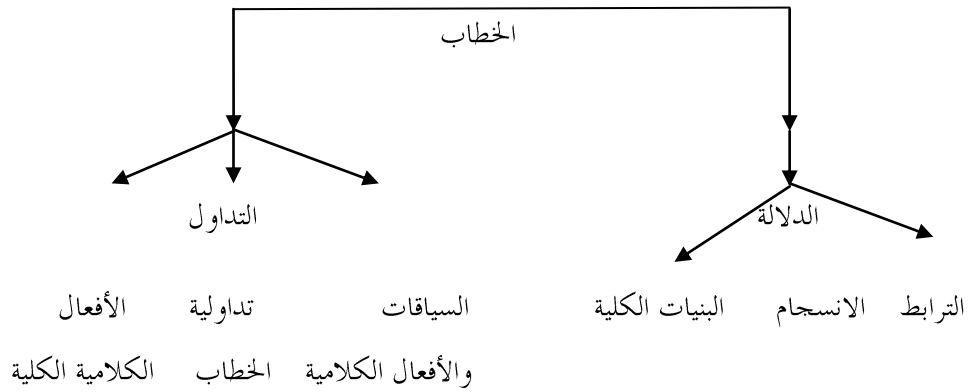 الخطاب
الدلالة
التداول
الترابط الانسجام البنيات الكلية
السياقات تداولية الأفعال
والأفعال الكلامية الخطاب الكلامية الكلية